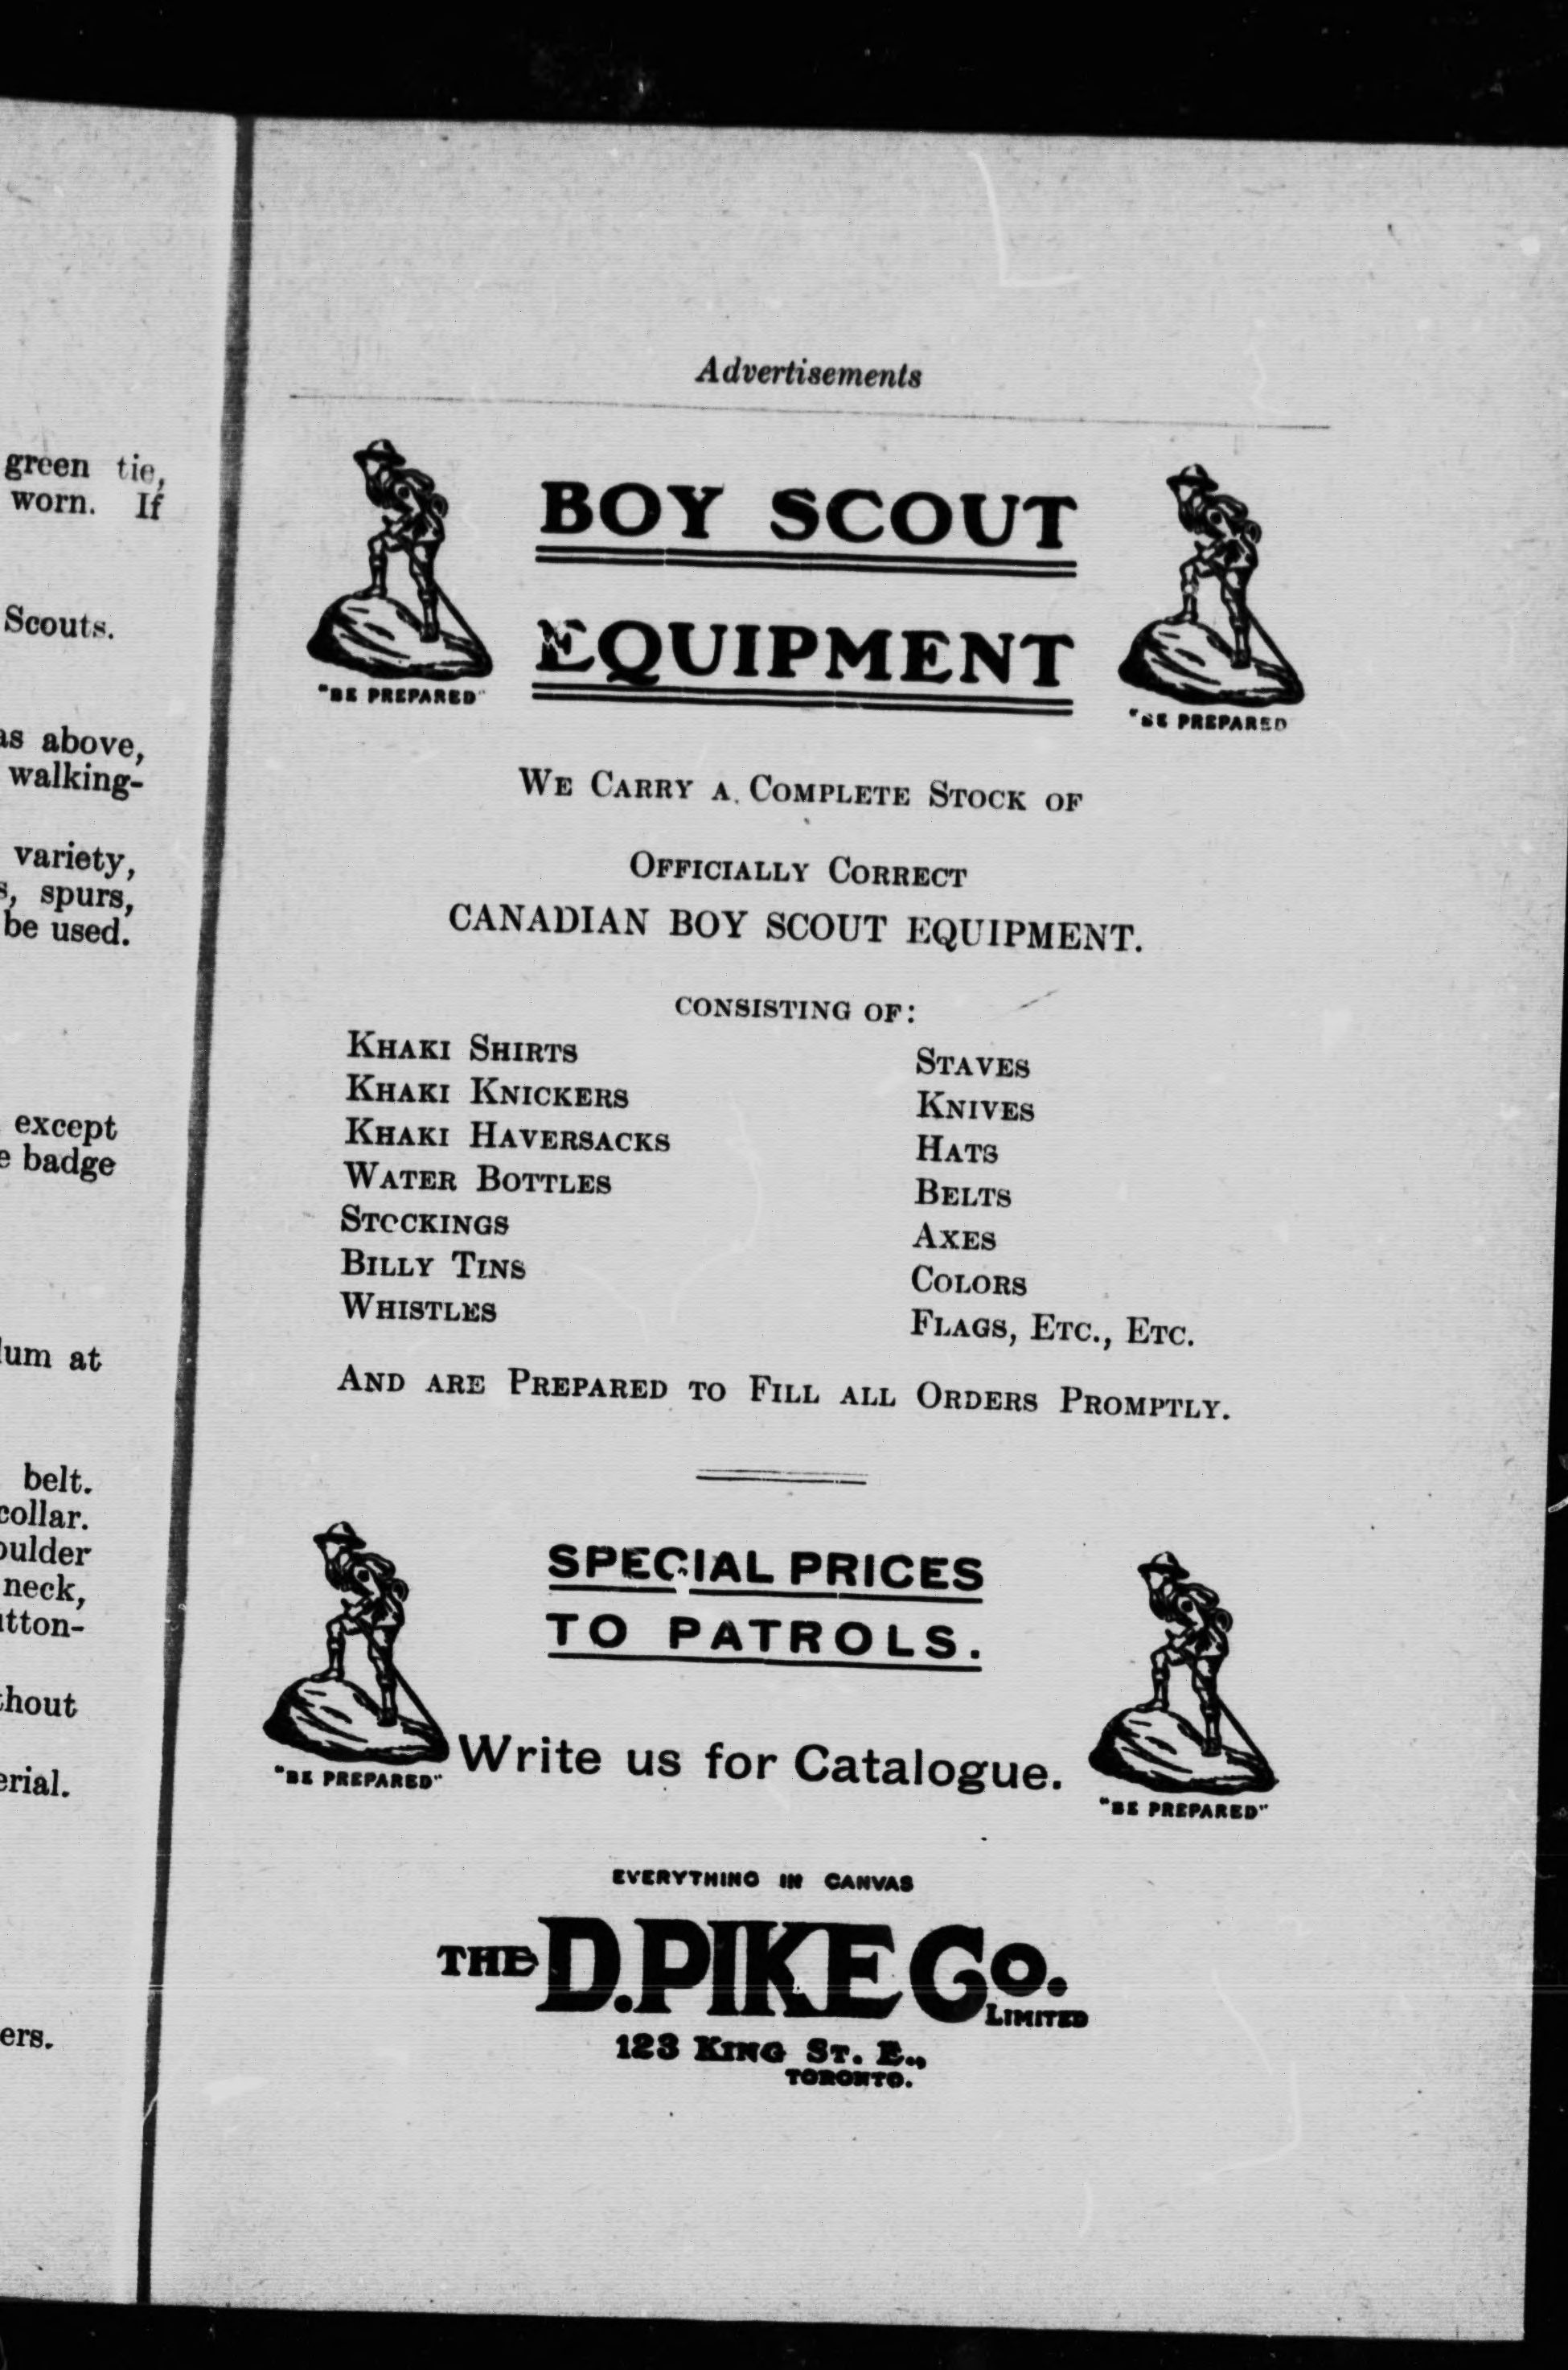 green tie,
worn. If
Scouts.
as above,
walking-
variety,
s, spurs,
be used.
except
e badge
lum at
belt.
collar.
oulder
neck,
utton-
thout
erial.
ers.
Advertisements
BOY SCOUT
EQUIPMENT
"BE PREPARED"
"BE PREPARED
WE CARRY A COMPLETE STOCK OF
OFFICIALLY CORRECT
CANADIAN BOY SCOUT EQUIPMENT.
CONSISTING OF:
KHAKI SHIRTS
KHAKI KNICKERS
KHAKI HAVERSACKS
WATER BOTTLES
STOCKINGS
BILLY TINS
WHISTLES
STAVES
KNIVES
HATS
BELTS
AXES
COLORS
FLAGS, ETC., ETC.
AND ARE PREPARED TO FILL ALL ORDERS PROMPTLY.
SPECIAL PRICES
TO PATROLS.
Write us for Catalogue.
"BE PREPARED"
"BE PREPARED"
EVERYTHING IN CANVAS
THE D. PIKE Co.
LIMITED
123 KING ST. E.,
TORONTO.